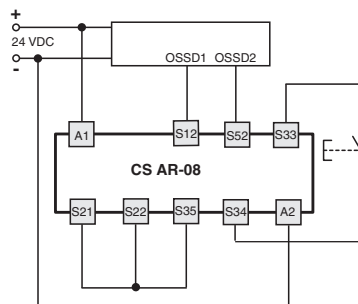 +
24 VDC
-
OSSD1 OSSD2
A1 S12 S52 S33
CS AR-08
S21 S22 S35 S34 A2